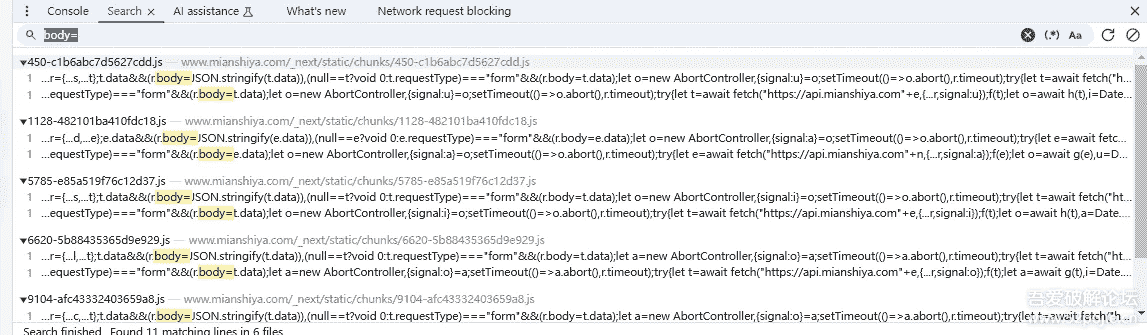 Console Search × AI assistance What's new Network request blocking ×
body= (.*) Aa
▼450-c1b6abc7d5627cdd.js — www.mianshiya.com/_next/static/chunks/450-c1b6abc7d5627cdd.js
1 ...r={...s,...t};t.data&&(r.body=JSON.stringify(t.data)),(null==t?void 0:t.requestType)==="form"&&(r.body=t.data);let o=new AbortController,{signal:u}=o;setTimeout(()=>o.abort(),r.timeout);try{let t=await fetch("h...
1 ...equestType)==="form"&&(r.body=t.data);let o=new AbortController,{signal:u}=o;setTimeout(()=>o.abort(),r.timeout);try{let t=await fetch("https://api.mianshiya.com"+e,{...r,signal:u});f(t);let o=await h(t),i=Date....
▼1128-482101ba410fdc18.js — www.mianshiya.com/_next/static/chunks/1128-482101ba410fdc18.js
1 ...r={...d,...e};e.data&&(r.body=JSON.stringify(e.data)),(null==e?void 0:e.requestType)==="form"&&(r.body=e.data);let o=new AbortController,{signal:a}=o;setTimeout(()=>o.abort(),r.timeout);try{let e=await fetc...
1 ...equestType)==="form"&&(r.body=e.data);let o=new AbortController,{signal:a}=o;setTimeout(()=>o.abort(),r.timeout);try{let e=await fetch("https://api.mianshiya.com"+n,{...r,signal:a});f(e);let o=await g(e),u=D...
▼5785-e85a519f76c12d37.js — www.mianshiya.com/_next/static/chunks/5785-e85a519f76c12d37.js
1 ...r={...s,...t};t.data&&(r.body=JSON.stringify(t.data)),(null==t?void 0:t.requestType)==="form"&&(r.body=t.data);let o=new AbortController,{signal:i}=o;setTimeout(()=>o.abort(),r.timeout);try{let t=await fetch("ht...
1 ...equestType)==="form"&&(r.body=t.data);let o=new AbortController,{signal:i}=o;setTimeout(()=>o.abort(),r.timeout);try{let t=await fetch("https://api.mianshiya.com"+e,{...r,signal:i});f(t);let o=await h(t),a=Date....
▼6620-5b88435365d9e929.js — www.mianshiya.com/_next/static/chunks/6620-5b88435365d9e929.js
1 ...r={...l,...t};t.data&&(r.body=JSON.stringify(t.data)),(null==t?void 0:t.requestType)==="form"&&(r.body=t.data);let a=new AbortController,{signal:o}=a;setTimeout(()=>a.abort(),r.timeout);try{let t=await fetch("h...
1 ...equestType)==="form"&&(r.body=t.data);let a=new AbortController,{signal:o}=a;setTimeout(()=>a.abort(),r.timeout);try{let t=await fetch("https://api.mianshiya.com"+e,{...r,signal:o});f(t);let a=await g(t),i=Date....
▼9104-afc43332403659a8.js — www.mianshiya.com/_next/static/chunks/9104-afc43332403659a8.js
1 ...r={...c,...t};t.data&&(r.body=JSON.stringify(t.data)),(null==t?void 0:t.requestType)==="form"&&(r.body=t.data);let o=new AbortController,{signal:i}=o;setTimeout(()=>o.abort(),r.timeout);try{let t=await fetch("h...
吾爱破解论坛
Search finished. Found 11 matching lines in 6 files.